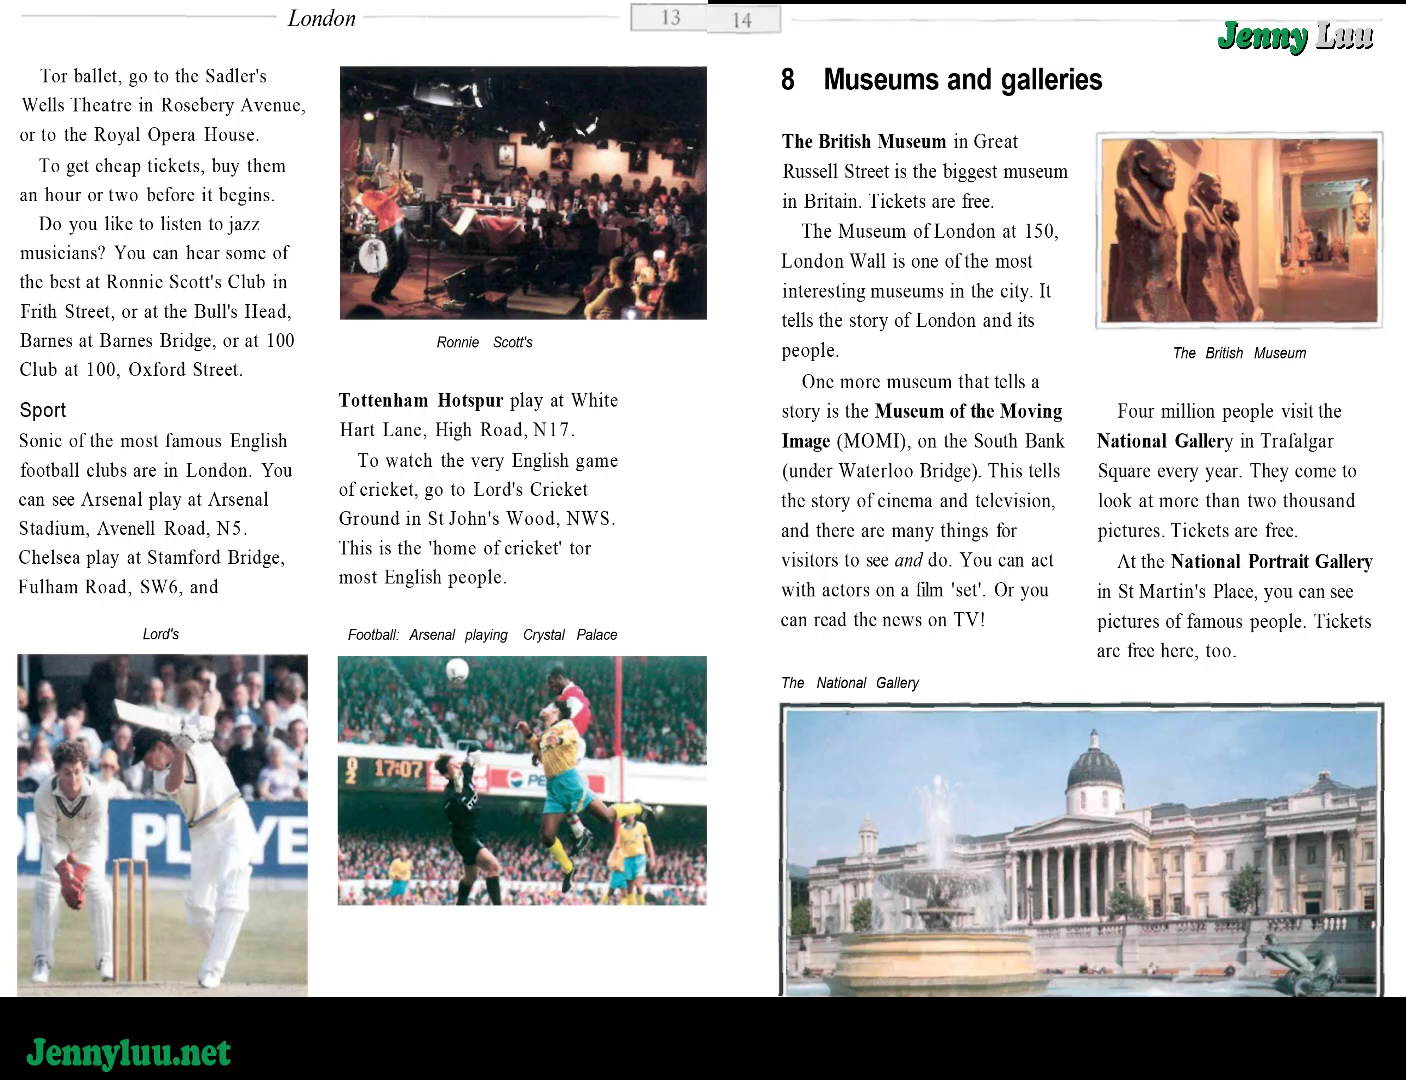 London
13
Tor ballet, go to the Sadler's
Wells Theatre in Rosebery Avenue,
or to the Royal Opera House.
To get cheap tickets, buy them
an hour or two before it begins.
Do you like to listen to jazz
musicians? You can hear some of
the best at Ronnie Scott's Club in
Frith Street, or at the Bull's Head,
Barnes at Barnes Bridge, or at 100
Club at 100, Oxford Street.
Sport
Sonic of the most famous English
football clubs are in London. You
can see Arsenal play at Arsenal
Stadium, Avenell Road, N5.
Chelsea play at Stamford Bridge,
Fulham Road, SW6, and
Lord's
PLAYE
Ronnie Scott's
Tottenham Hotspur play at White
Hart Lane, High Road, N17.
To watch the very English game
of cricket, go to Lord's Cricket
Ground in St John's Wood, NWS.
This is the 'home of cricket' tor
most English people.
Football: Arsenal playing Crystal Palace
0
2
17:07
PE
14
Jenny Luu
8 Museums and galleries
The British Museum in Great
Russell Street is the biggest museum
in Britain. Tickets are free.
The Museum of London at 150,
London Wall is one of the most
interesting museums in the city. It
tells the story of London and its
people.
One more museum that tells a
story is the Museum of the Moving
Image (MOMI), on the South Bank
(under Waterloo Bridge). This tells
the story of cinema and television,
and there are many things for
visitors to see and do. You can act
with actors on a film 'set'. Or you
can read the news on TV!
The British Museum
Four million people visit the
National Gallery in Trafalgar
Square every year. They come to
look at more than two thousand
pictures. Tickets are free.
At the National Portrait Gallery
in St Martin's Place, you can see
pictures of famous people. Tickets
are free here, too.
The National Gallery
Jennyluu.net